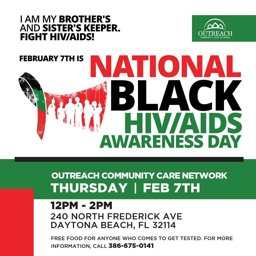 I AM MY BROTHER'S
AND SISTER'S KEEPER.
FIGHT HIV/AIDS!
OUTREACH
FEBRUARY 7TH IS
NATIONAL
BLACK
HIV/AIDS
AWARENESS DAY
OUTREACH COMMUNITY CARE NETWORK
THURSDAY | FEB 7TH
12PM - 2PM
240 NORTH FREDERICK AVE
DAYTONA BEACH, FL 32114
FREE FOOD FOR ANYONE WHO COMES TO GET TESTED. FOR MORE
INFORMATION, CALL 386-675-0141